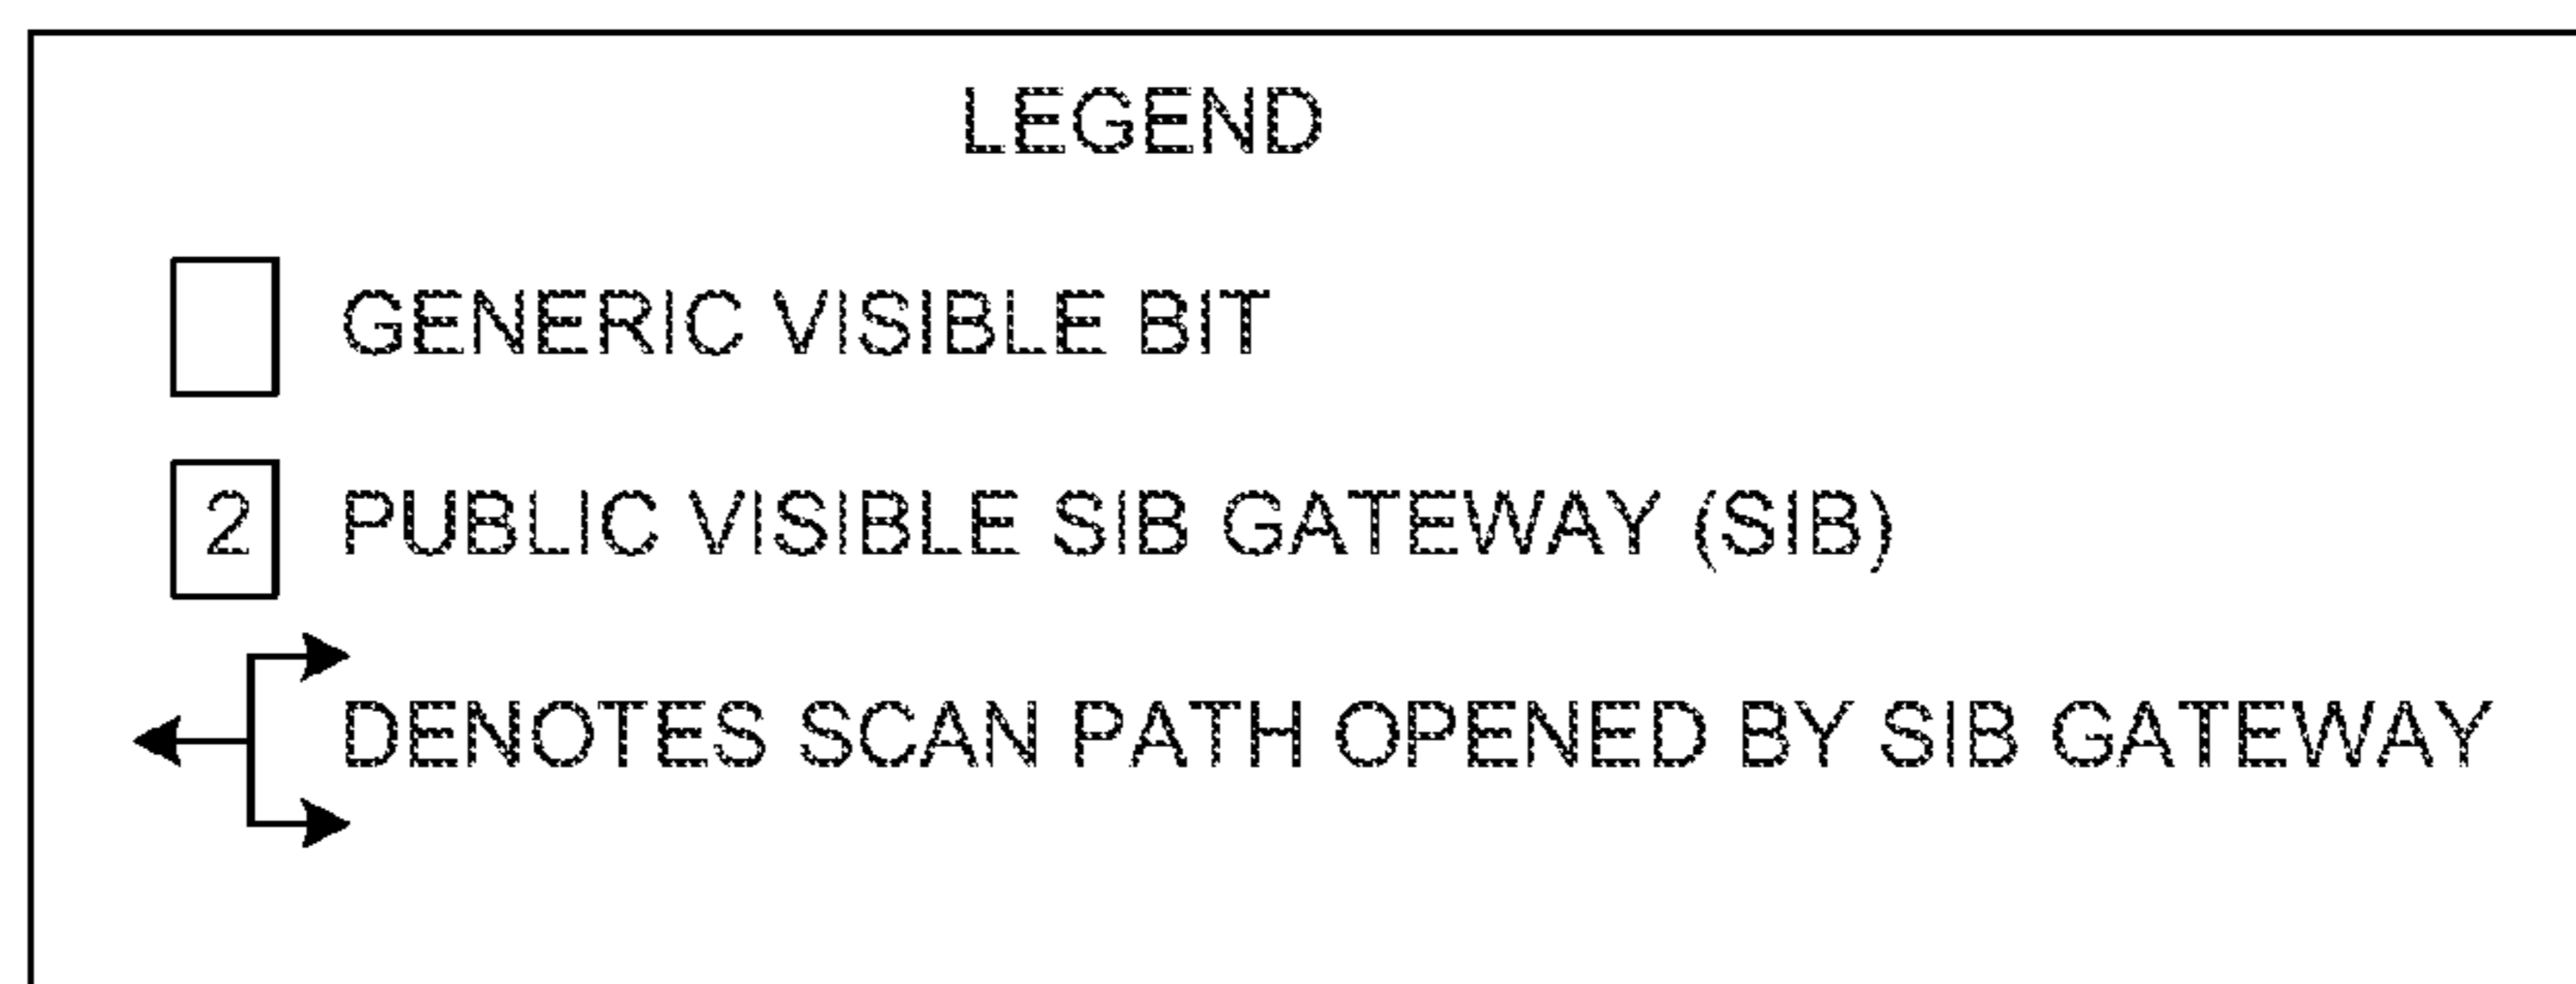 LEGEND
GENERIC VISIBLE BIT
2 PUBLIC VISIBLE SIB GATEWAY (SIB)
DENOTES SCAN PATH OPENED BY SIB GATEWAY